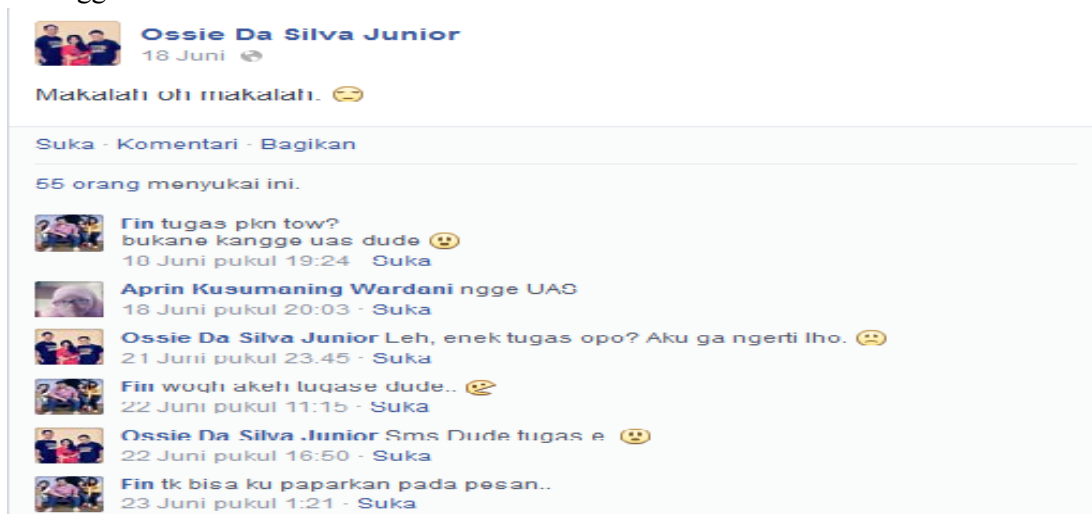 Ossie Da Silva Junior
18 Juni
Makalah oh makalah.
Suka · Komentari · Bagikan
55 orang menyukai ini.
Fin tugas pkn tow?
bukane kangge uas dude
18 Juni pukul 19:24 · Suka
Aprin Kusumaning Wardani ngge UAS
18 Juni pukul 20:03 · Suka
Ossie Da Silva Junior Leh, enek tugas opo? Aku ga ngerti lho.
21 Juni pukul 23:45 · Suka
Fin wogh akeh tugase dude..
22 Juni pukul 11:15 · Suka
Ossie Da Silva Junior Sms Dude tugas e
22 Juni pukul 16:50 · Suka
Fin tk bisa ku paparkan pada pesan..
23 Juni pukul 1:21 · Suka